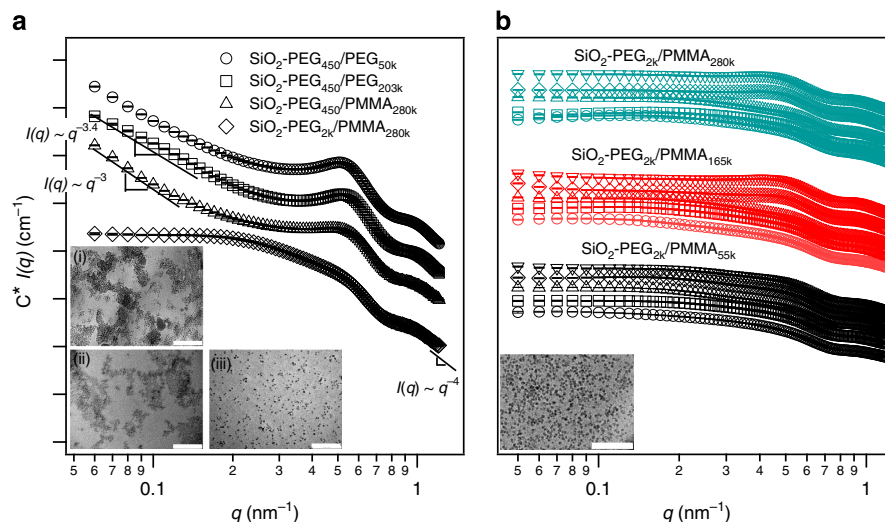 a
C* I(q) (cm⁻¹)
SiO₂-PEG₄₅₀/PEG₅₀ₖ
SiO₂-PEG₄₅₀/PEG₂₀₃ₖ
SiO₂-PEG₄₅₀/PMMA₂₈₀ₖ
SiO₂-PEG₂ₖ/PMMA₂₈₀ₖ
I(q) ~ q⁻³·⁴
I(q) ~ q⁻³
(i)
(ii)
(iii)
I(q) ~ q⁻⁴
5 6 7 8 9 2 3 4 5 6 7 8 9
0.1 1
q (nm⁻¹)
b
SiO₂-PEG₂ₖ/PMMA₂₈₀ₖ
SiO₂-PEG₂ₖ/PMMA₁₆₅ₖ
SiO₂-PEG₂ₖ/PMMA₅₅ₖ
5 6 7 8 9 2 3 4 5 6 7 8 9
0.1 1
q (nm⁻¹)